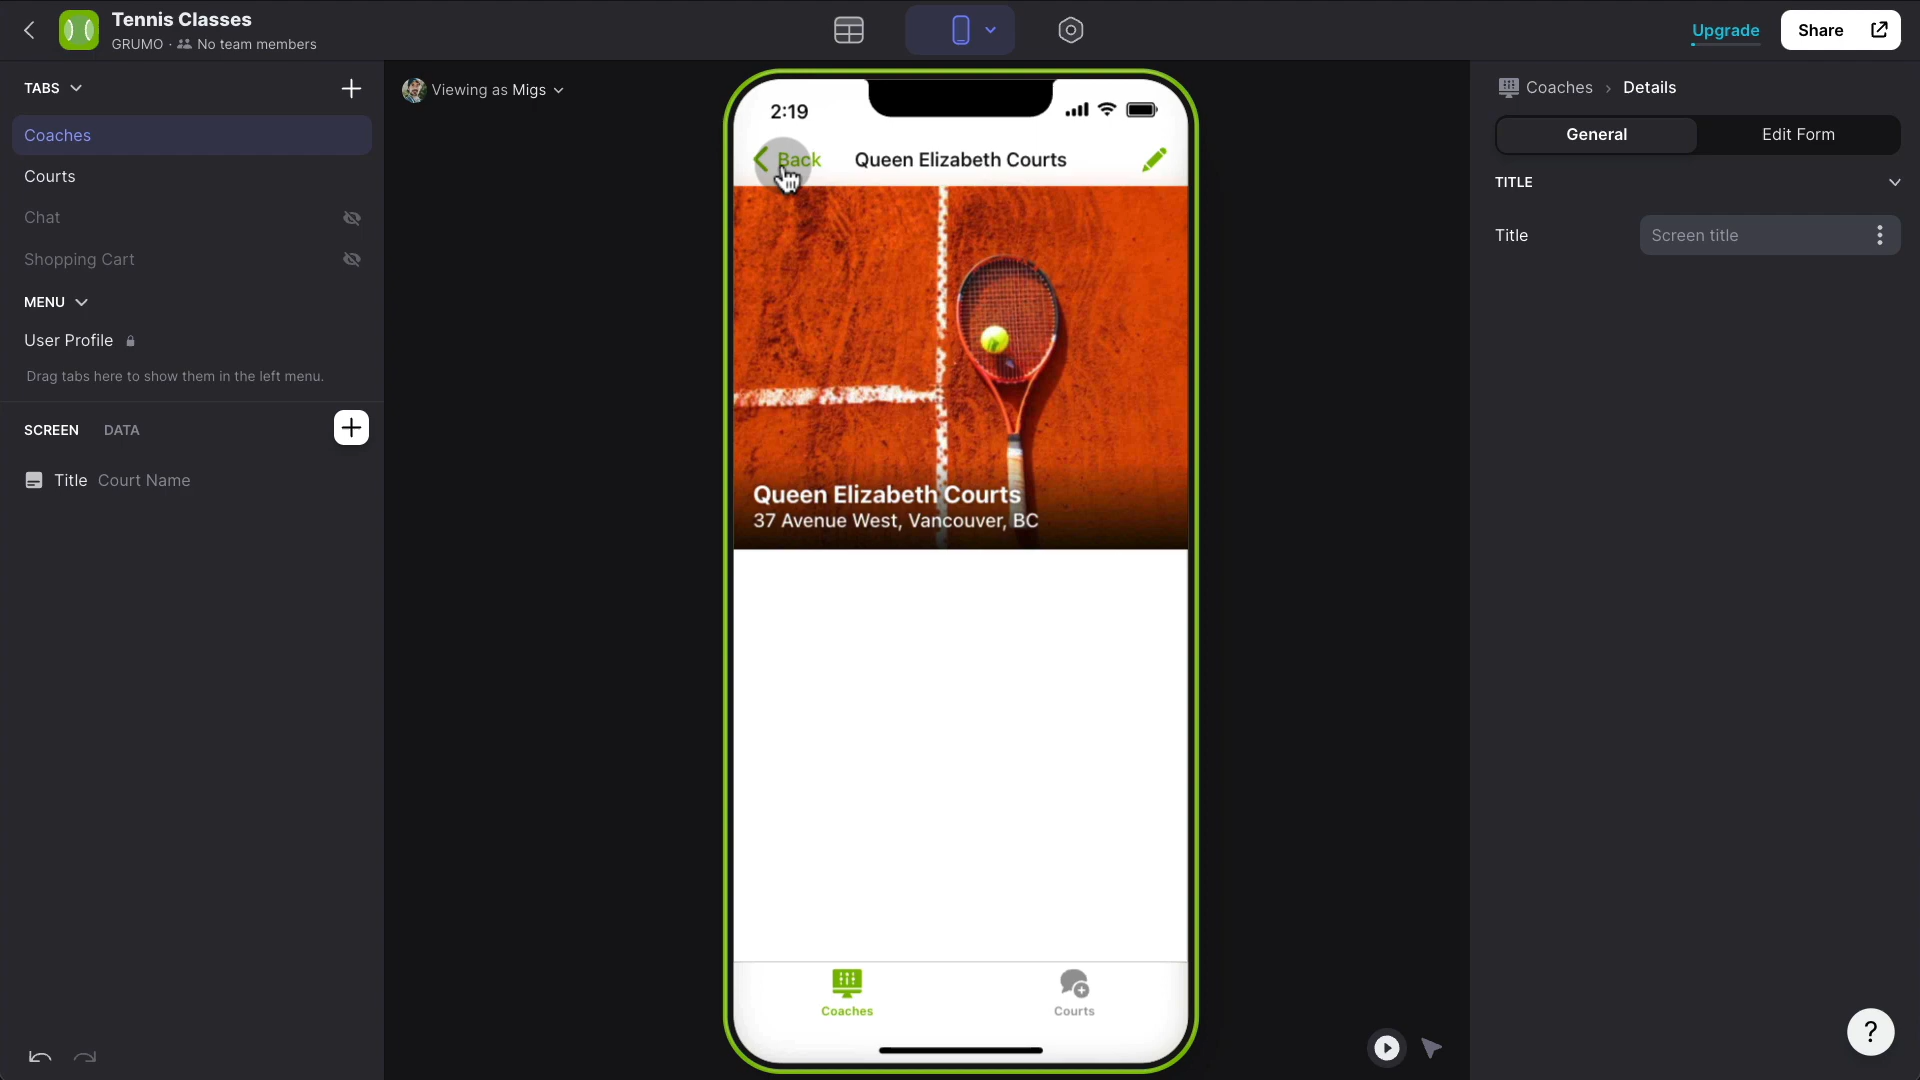 Tennis Classes
GRUMO · No team members
Upgrade
Share
TABS
Coaches
Courts
Chat
Shopping Cart
MENU
User Profile
Drag tabs here to show them in the left menu.
SCREEN DATA
Title Court Name
Viewing as Migs
2:19
Back Queen Elizabeth Courts
Queen Elizabeth Courts
37 Avenue West, Vancouver, BC
Coaches
Courts
Coaches › Details
General Edit Form
TITLE
Title Screen title
?